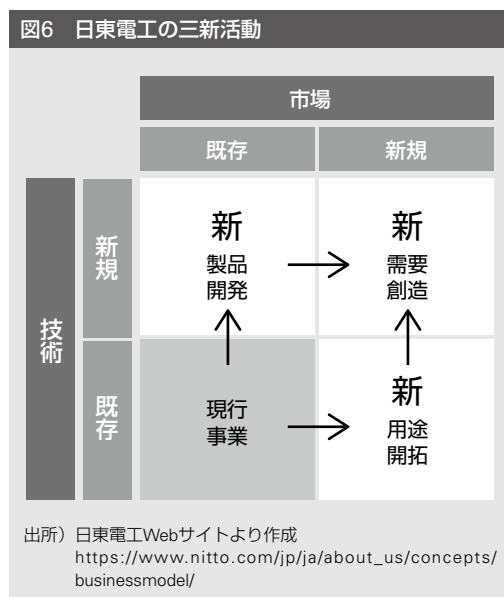 図6 日東電工の三新活動
市場
既存
新規
技術
新規
新
製品
開発
新
需要
創造
既存
現行
事業
新
用途
開拓
出所）日東電工Webサイトより作成
https://www.nitto.com/jp/ja/about_us/concepts/
businessmodel/